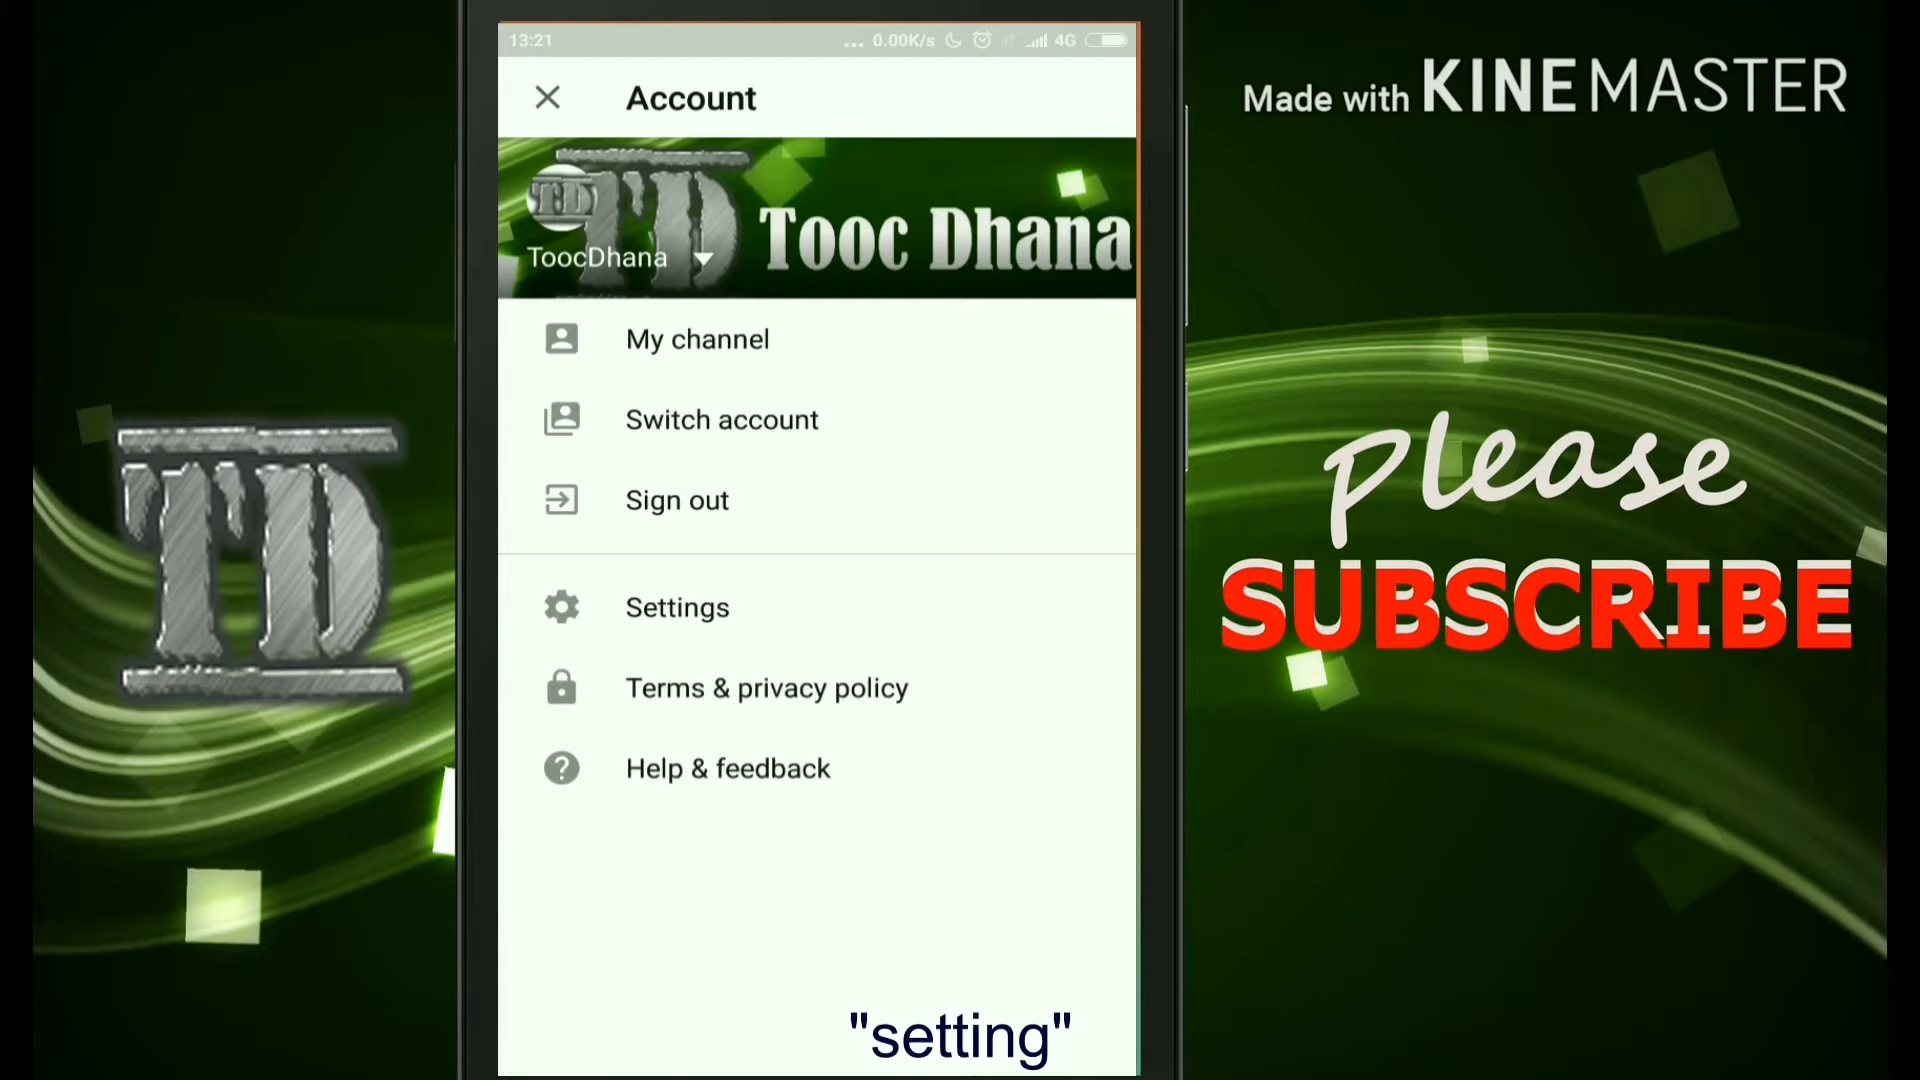 13:21
... 0.00K/s 4G
Account
TD
TD
Tooc Dhana
ToocDhana
My channel
Switch account
Sign out
Settings
Terms & privacy policy
Help & feedback
"setting"
TD
Made with KINEMASTER
please
SUBSCRIBE